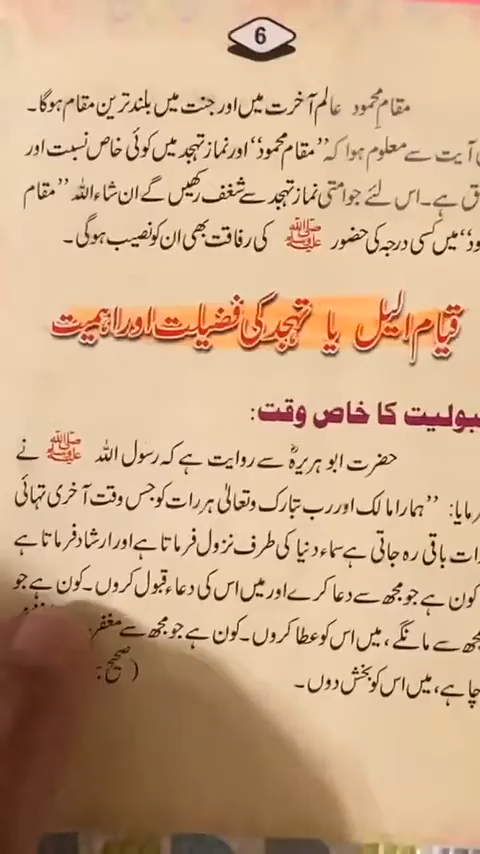 6
مقامِ محمود عالم آخرت میں اور جنت میں بلند ترین مقام ہوگا۔
آیت سے معلوم ہوا کہ ”مقام محمود“ اور نماز تہجد میں کوئی خاص نسبت اور
ہے۔ اس لئے جو امتی نماز تہجد سے شغف رکھیں گے ان شاء اللہ ”مقام
میں کسی درجہ کی حضور ﷺ کی رفاقت بھی ان کو نصیب ہوگی۔
قیام الیل یا تہجد کی فضیلت اور اہمیت
بولیت کا خاص وقت:
حضرت ابو ہریرہؓ سے روایت ہے کہ رسول اللہ ﷺ نے
رمایا: ”ہمارا مالک اور رب تبارک وتعالیٰ ہر رات کو جس وقت آخری تہائی
رات باقی رہ جاتی ہے سماء دنیا کی طرف نزول فرماتا ہے اور ارشاد فرماتا ہے
کون ہے جو مجھ سے دعا کرے اور میں اس کی دعاء قبول کروں۔ کون ہے جو
مجھ سے مانگے، میں اس کو عطا کروں۔ کون ہے جو مجھ سے
چاہے، میں اس کو بخش دوں۔ (صحیح: